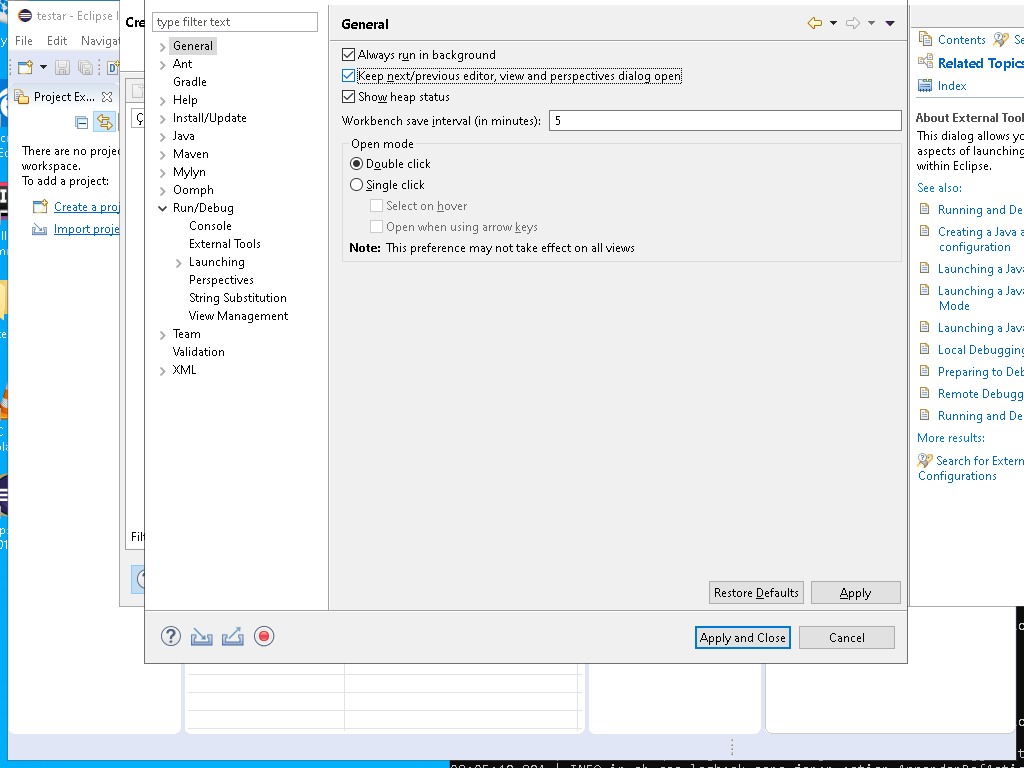 testar - Eclipse
Cre
File Edit Navigat
Project Ex...
There are no proje
workspace.
To add a project:
Create a proj
Import proje
type filter text
General
Ant
Gradle
Help
Install/Update
Java
Maven
Mylyn
Oomph
Run/Debug
Console
External Tools
Launching
Perspectives
String Substitution
View Management
Team
Validation
XML
Filt
General
Always run in background
Keep next/previous editor, view and perspectives dialog open
Show heap status
Workbench save interval (in minutes): 5
Open mode
Double click
Single click
Select on hover
Open when using arrow keys
Note: This preference may not take effect on all views
Restore Defaults Apply
Apply and Close Cancel
Contents Se
Related Topics
Index
About External Tool
This dialog allows yo
aspects of launching
within Eclipse.
See also:
Running and De
Creating a Java a
configuration
Launching a Java
Launching a Java
Mode
Launching a Java
Local Debugging
Preparing to Deb
Remote Debugg
Running and De
More results:
Search for Extern
Configurations